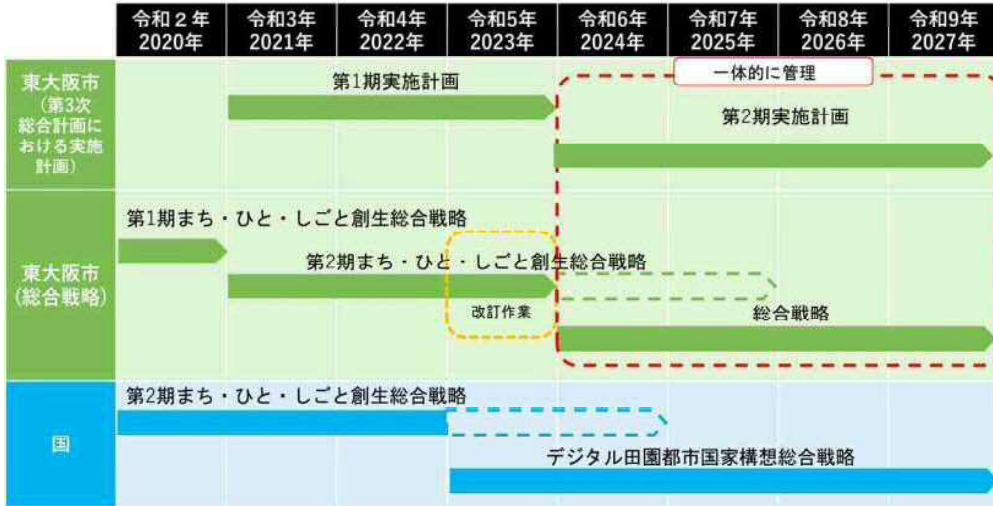 令和２年 令和3年 令和4年 令和5年 令和6年 令和7年 令和8年 令和9年
2020年 2021年 2022年 2023年 2024年 2025年 2026年 2027年
東大阪市
(第3次
総合計画に
おける実施
計画)
第1期実施計画
一体的に管理
第2期実施計画
東大阪市
(総合戦略)
第1期まち・ひと・しごと創生総合戦略
第2期まち・ひと・しごと創生総合戦略
改訂作業
総合戦略
国
第2期まち・ひと・しごと創生総合戦略
デジタル田園都市国家構想総合戦略